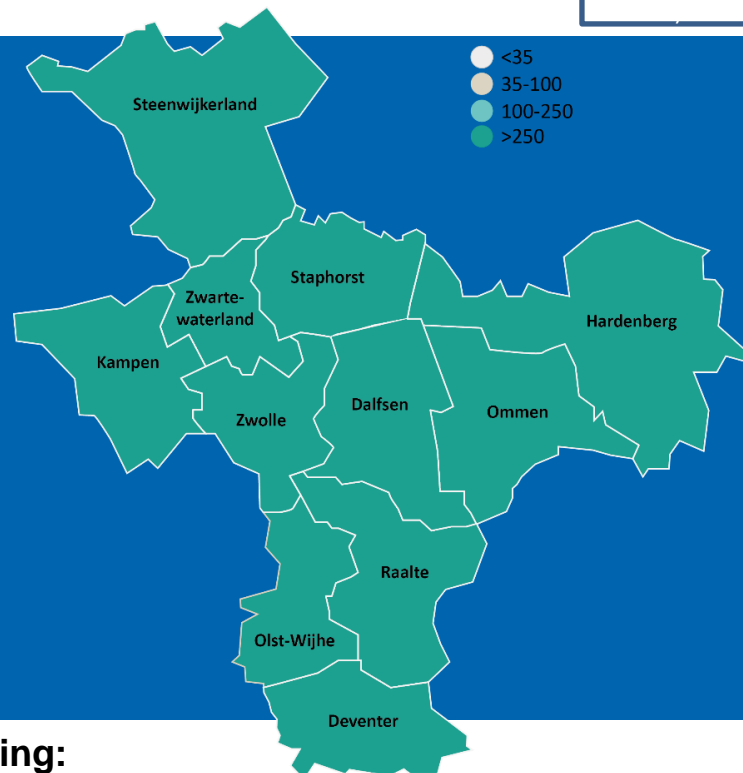 <35
35-100
100-250
>250
Steenwijkerland
Staphorst
Zwarte-
waterland
Hardenberg
Kampen
Dalfsen
Ommen
Zwolle
Raalte
Olst-Wijhe
Deventer
ing: